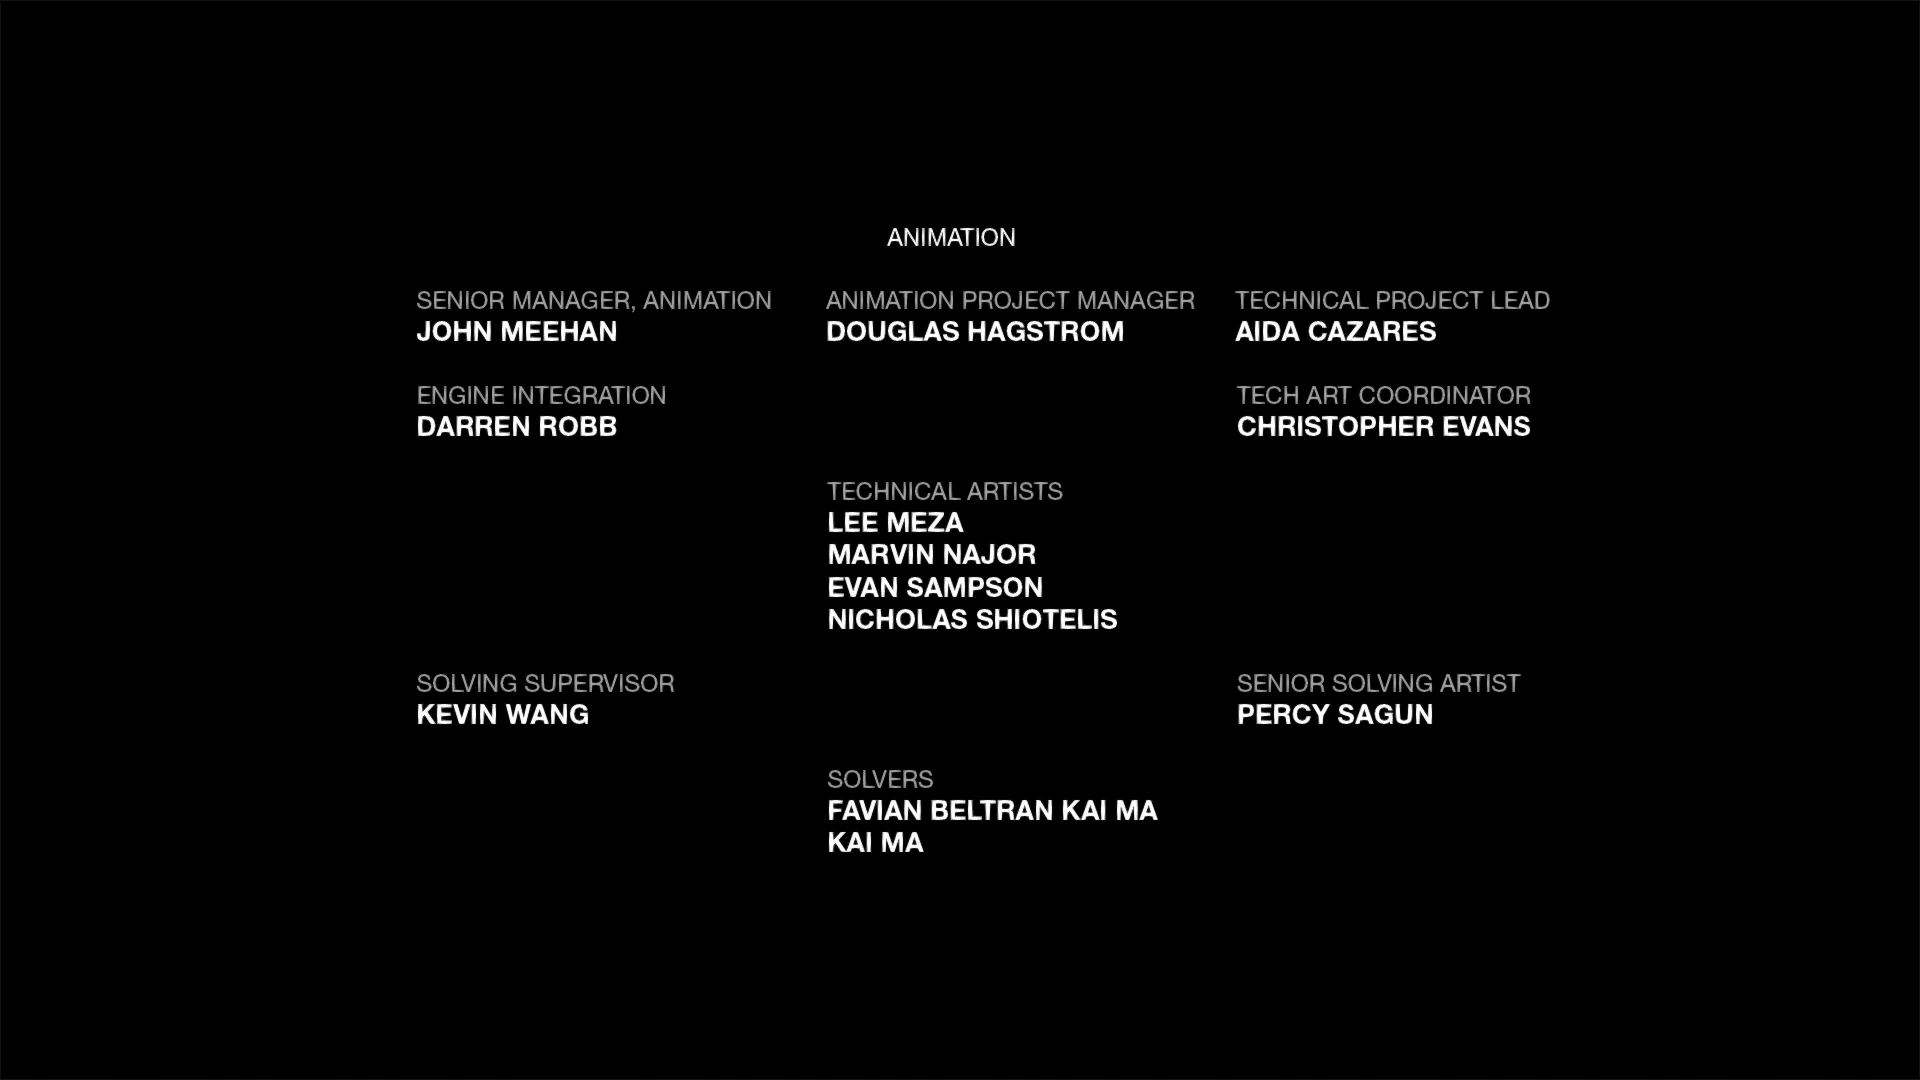 ANIMATION
SENIOR MANAGER, ANIMATION
JOHN MEEHAN
ANIMATION PROJECT MANAGER
DOUGLAS HAGSTROM
TECHNICAL PROJECT LEAD
AIDA CAZARES
ENGINE INTEGRATION
DARREN ROBB
TECH ART COORDINATOR
CHRISTOPHER EVANS
TECHNICAL ARTISTS
LEE MEZA
MARVIN NAJOR
EVAN SAMPSON
NICHOLAS SHIOTELIS
SOLVING SUPERVISOR
KEVIN WANG
SENIOR SOLVING ARTIST
PERCY SAGUN
SOLVERS
FAVIAN BELTRAN KAI MA
KAI MA